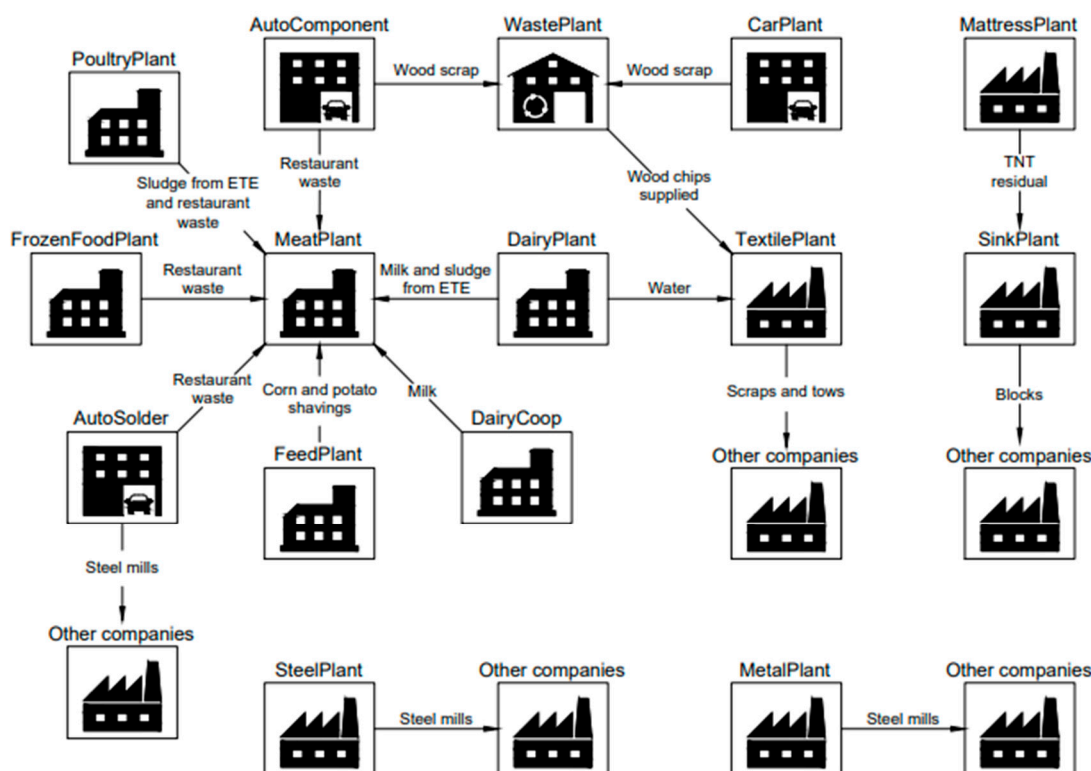 AutoComponent
WastePlant
CarPlant
MattressPlant
PoultryPlant
Wood scrap
Wood scrap
Restaurant
waste
TNT
residual
Sludge from ETE
and restaurant
waste
Wood chips
supplied
FrozenFoodPlant
MeatPlant
DairyPlant
TextilePlant
SinkPlant
Restaurant
waste
Milk and sludge
from ETE
Water
Restaurant
waste
Corn and potato
shavings
Milk
Scraps and tows
Blocks
AutoSolder
FeedPlant
DairyCoop
Other companies
Other companies
Steel mills
Other companies
SteelPlant
Other companies
MetalPlant
Other companies
Steel mills
Steel mills